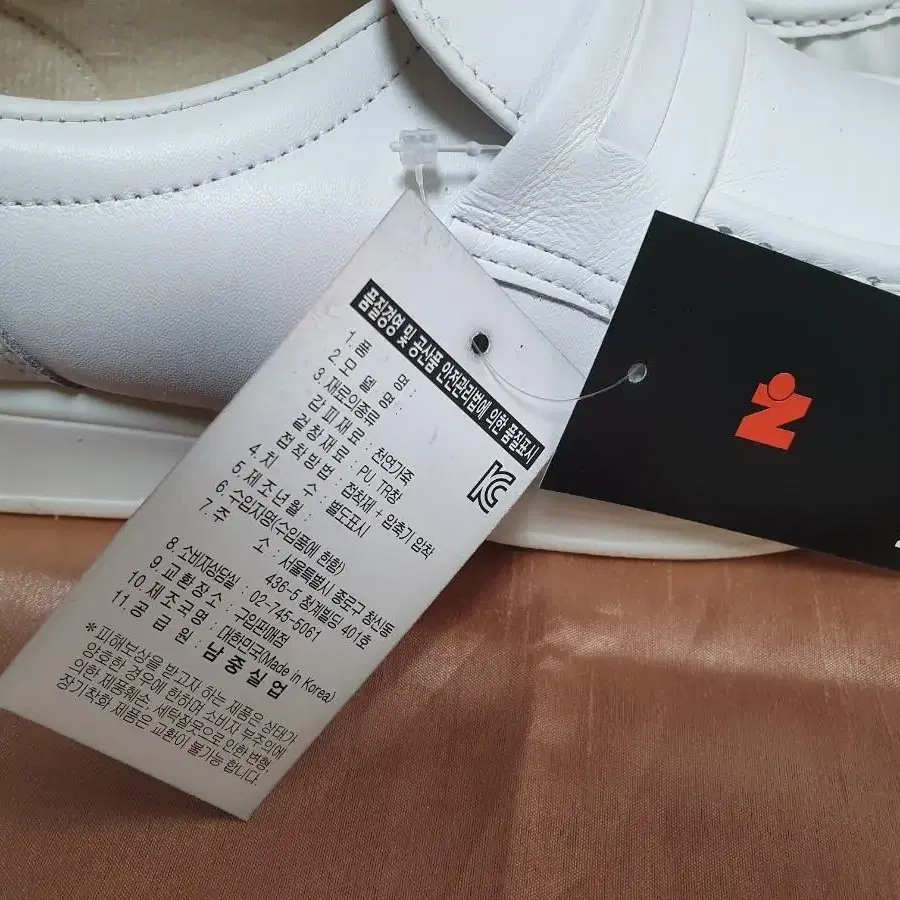 품질경영 및 공산품 안전관리법에 의한 품질표시
1. 품 명 :
2. 모 델 명 :
3. 재료의종류
갑피재료 : 천연가죽
겉창재료 : PU TR창
접착방법 : 접착제 + 압축기 압착
4. 치 수 : 별도표시
5. 제조년월 :
6. 수입자명(수입품에 한함)
7. 주 소 : 서울특별시 종로구 창신동
436-5 청계빌딩 401호
8. 소비자상담실 : 02-745-5061
9. 교환장소 : 구입판매점
10. 제조국명 : 대한민국(Made in Korea)
11. 공 급 원 : 남중실업
* 피해보상을 받고자 하는 제품은 상태가
양호한 경우에 한하며 소비자 부주의에
의한 제품훼손, 세탁잘못으로 인한 변형,
장기착화 제품은 교환이 불가능 합니다.